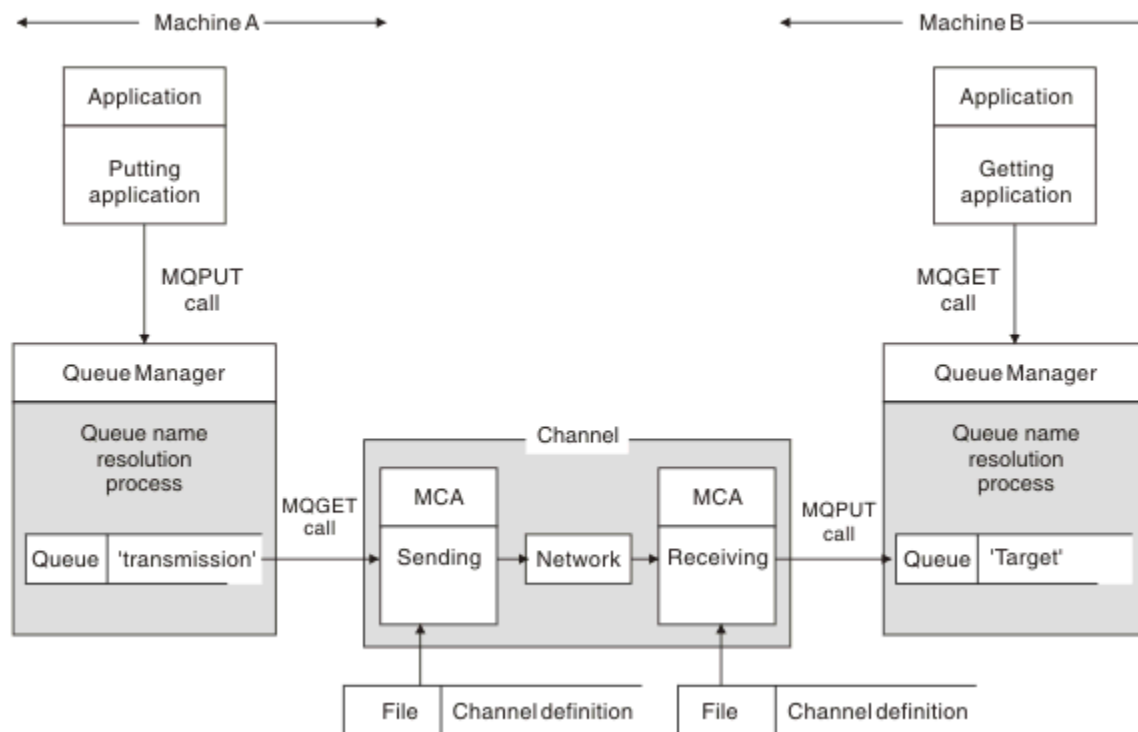 Machine A
Machine B
Application
Putting
application
Application
Getting
application
MQPUT
call
MQGET
call
Queue Manager
Queue name
resolution
process
Queue 'transmission'
MQGET
call
Channel
MCA
Sending
Network
MCA
Receiving
MQPUT
call
Queue Manager
Queue name
resolution
process
Queue 'Target'
File Channel definition
File Channel definition